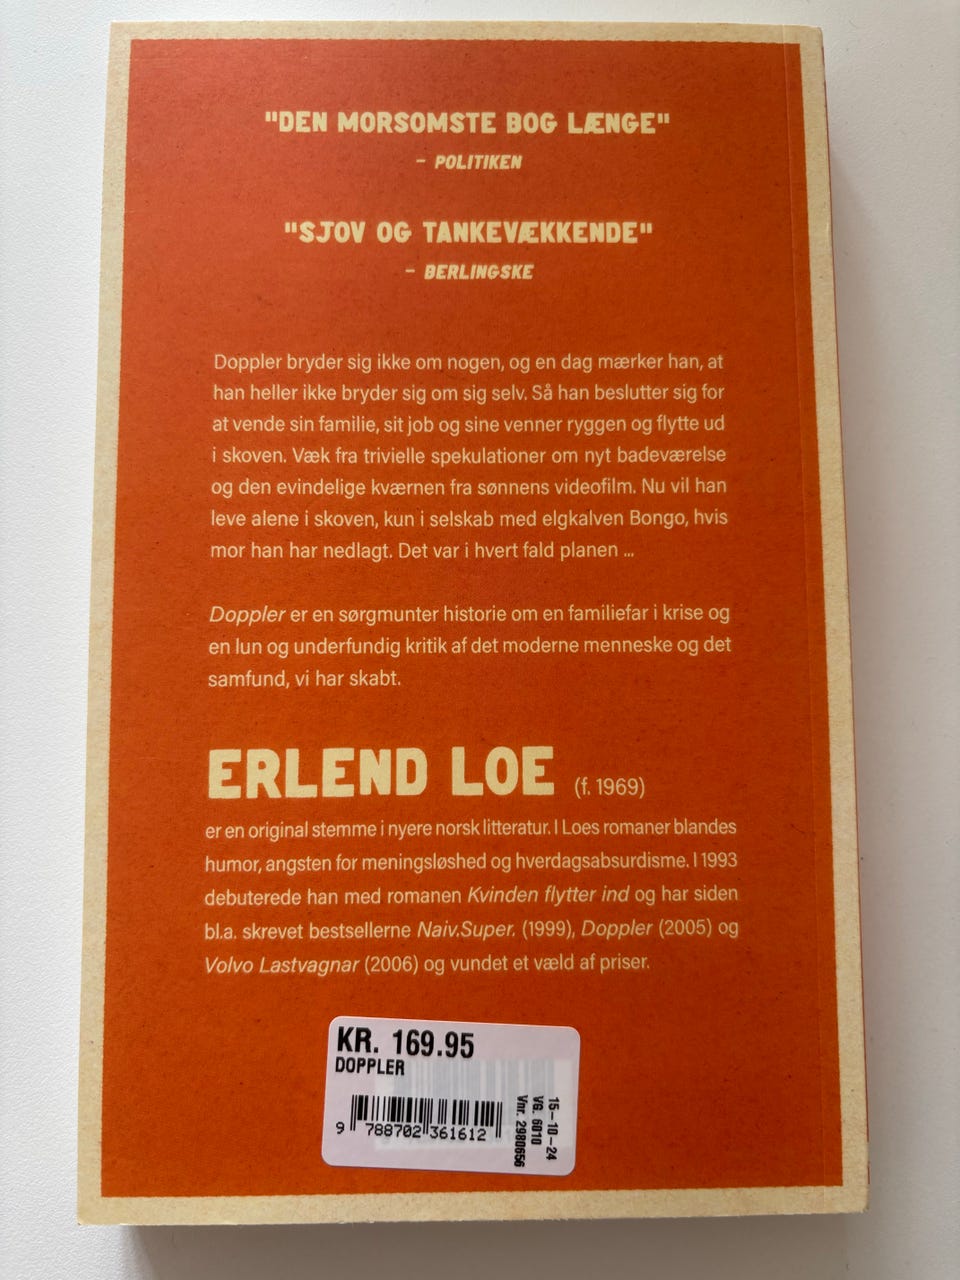 "DEN MORSOMSTE BOG LÆNGE"
– POLITIKEN
"SJOV OG TANKEVÆKKENDE"
– BERLINGSKE
Doppler bryder sig ikke om nogen, og en dag mærker han, at
han heller ikke bryder sig om sig selv. Så han beslutter sig for
at vende sin familie, sit job og sine venner ryggen og flytte ud
i skoven. Væk fra trivielle spekulationer om nyt badeværelse
og den evindelige kværnen fra sønnens videofilm. Nu vil han
leve alene i skoven, kun i selskab med elgkalven Bongo, hvis
mor han har nedlagt. Det var i hvert fald planen ...
Doppler er en sørgmunter historie om en familiefar i krise og
en lun og underfundig kritik af det moderne menneske og det
samfund, vi har skabt.
ERLEND LOE (f. 1969)
er en original stemme i nyere norsk litteratur. I Loes romaner blandes
humor, angsten for meningsløshed og hverdagsabsurdisme. I 1993
debuterede han med romanen Kvinden flytter ind og har siden
bl.a. skrevet bestsellerne Naiv.Super. (1999), Doppler (2005) og
Volvo Lastvagnar (2006) og vundet et væld af priser.
KR. 169.95
DOPPLER
9 788702 361612
15-10-24
VG. 6010
Vnr. 2980656